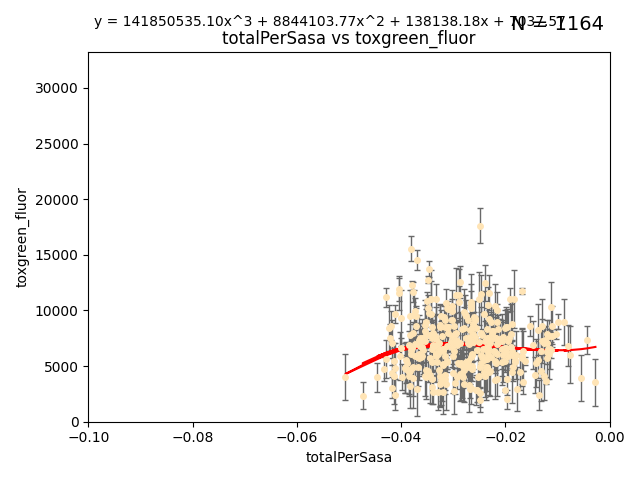 y = 141850535.10x^3 + 8844103.77x^2 + 138138.18x + 7037.57
N = 1164
totalPerSasa vs toxgreen_fluor
30000
25000
20000
15000
10000
5000
0
toxgreen_fluor
−0.10 −0.08 −0.06 −0.04 −0.02 0.00
totalPerSasa